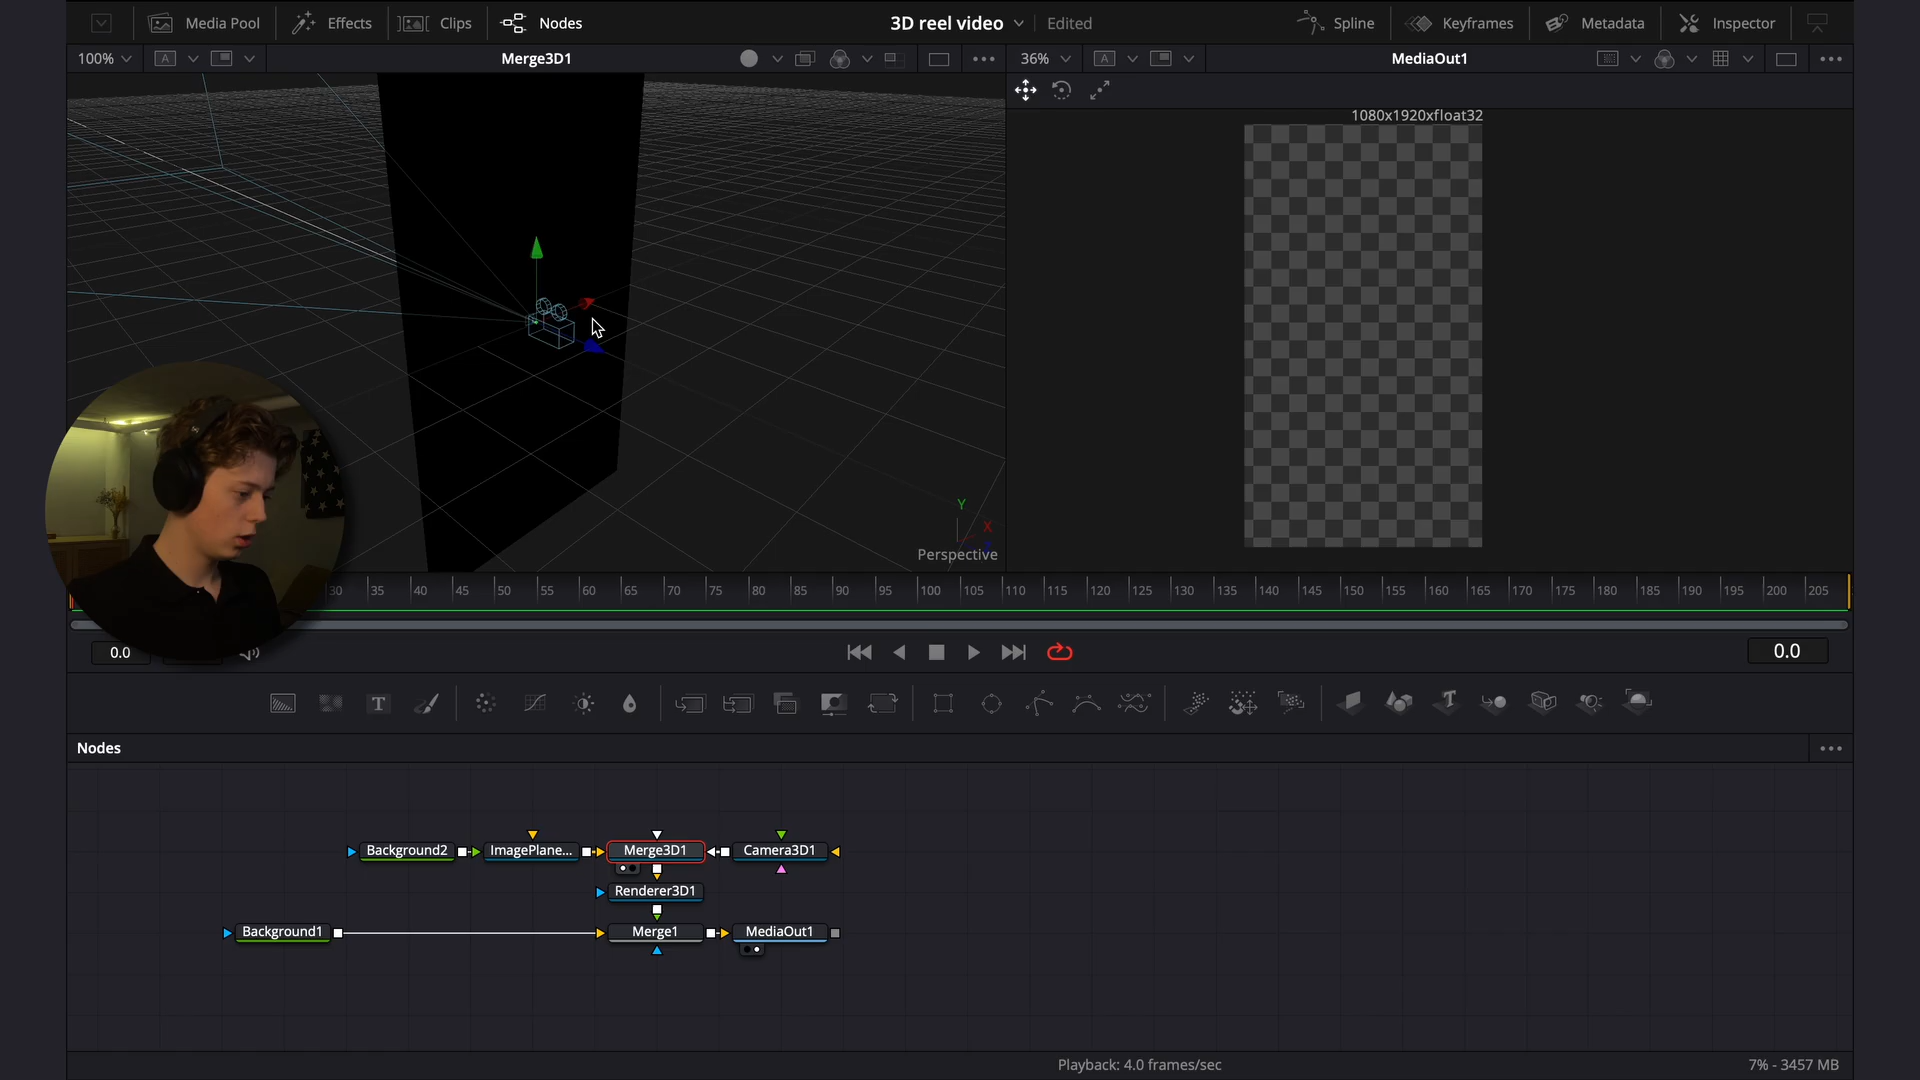 Media Pool
Effects
Clips
Nodes
3D reel video
Edited
Spline
Keyframes
Metadata
Inspector
100%
A
Merge3D1
36%
A
MediaOut1
1080x1920xfloat32
Y
X
Perspective
30 35 40 45 50 55 60 65 70 75 80 85 90 95 100 105 110 115 120 125 130 135 140 145 150 155 160 165 170 175 180 185 190 195 200 205
0.0
0.0
T
T
Nodes
Background2
ImagePlane...
Merge3D1
Camera3D1
Renderer3D1
Background1
Merge1
MediaOut1
Playback: 4.0 frames/sec
7% - 3457 MB